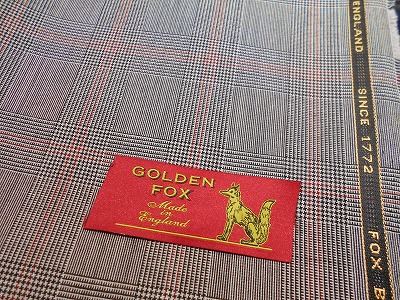 GOLDEN
FOX
Made
in
England
ENGLAND SINCE 1772 FOX B